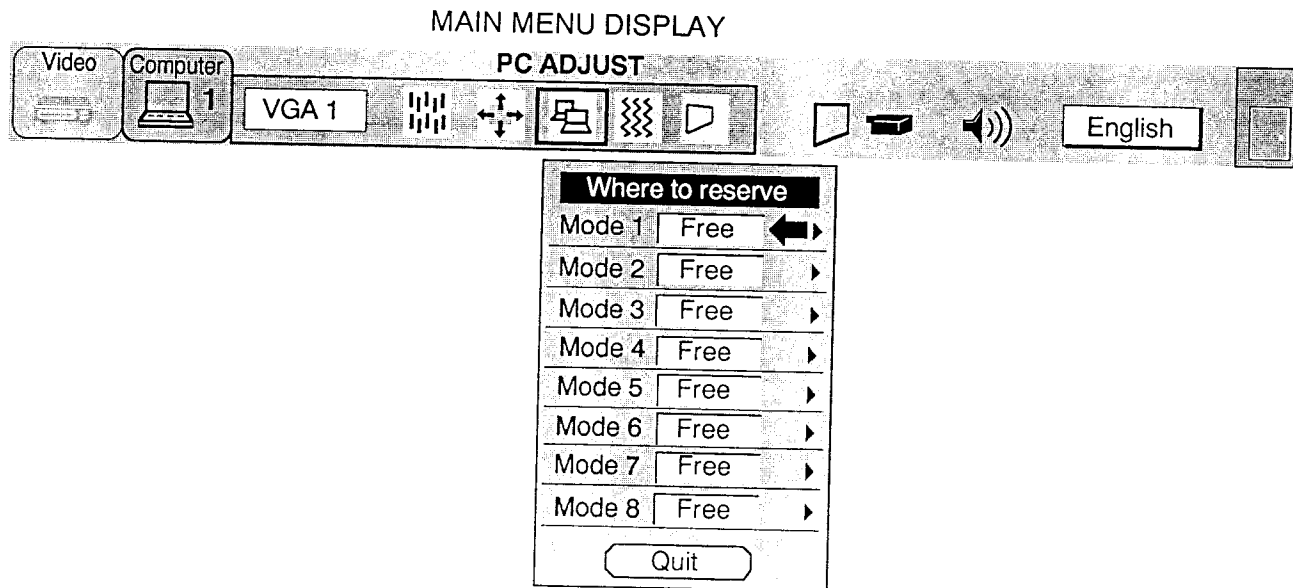 MAIN MENU DISPLAY
PC ADJUST
Video
Computer
1
VGA 1
English
Where to reserve
Mode 1 Free
Mode 2 Free
Mode 3 Free
Mode 4 Free
Mode 5 Free
Mode 6 Free
Mode 7 Free
Mode 8 Free
Quit